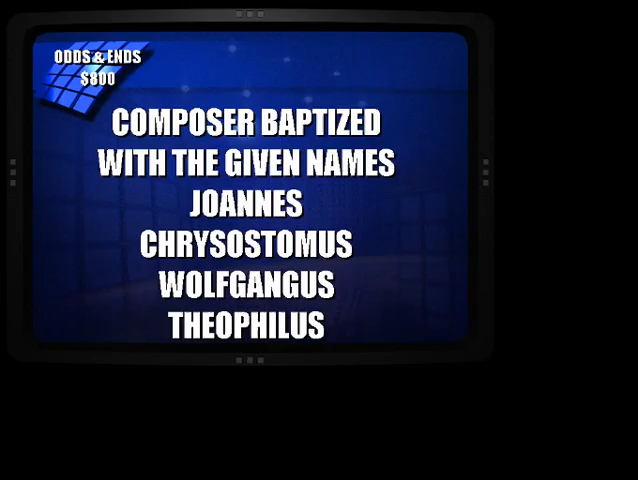 ODDS & ENDS
$800
COMPOSER BAPTIZED
WITH THE GIVEN NAMES
JOANNES
CHRYSOSTOMUS
WOLFGANGUS
THEOPHILUS